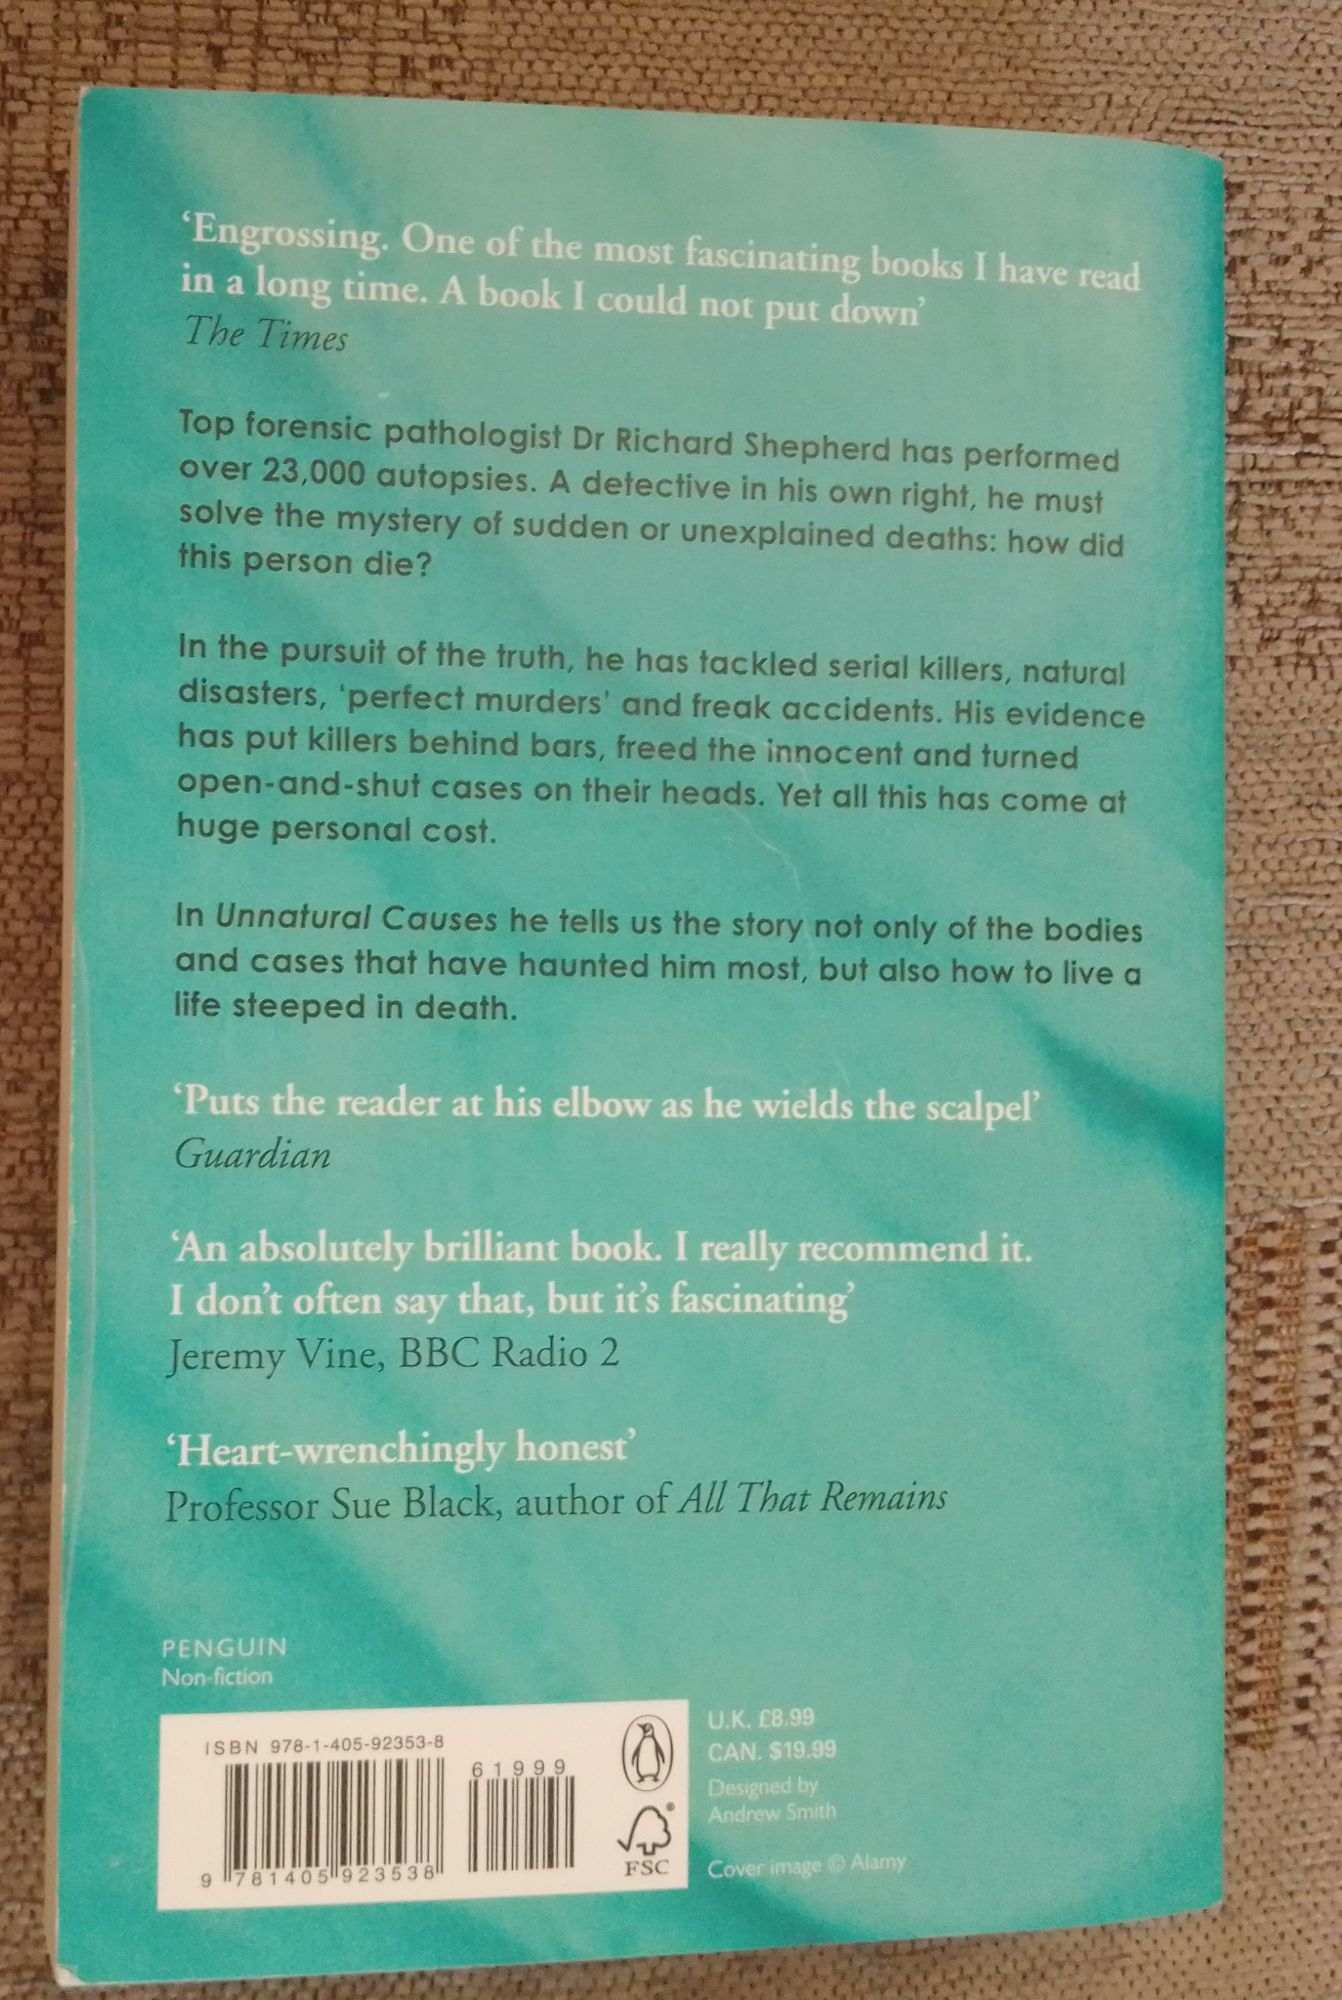 ‘Engrossing. One of the most fascinating books I have read
in a long time. A book I could not put down’
The Times
Top forensic pathologist Dr Richard Shepherd has performed
over 23,000 autopsies. A detective in his own right, he must
solve the mystery of sudden or unexplained deaths: how did
this person die?
In the pursuit of the truth, he has tackled serial killers, natural
disasters, ‘perfect murders’ and freak accidents. His evidence
has put killers behind bars, freed the innocent and turned
open-and-shut cases on their heads. Yet all this has come at
huge personal cost.
In Unnatural Causes he tells us the story not only of the bodies
and cases that have haunted him most, but also how to live a
life steeped in death.
‘Puts the reader at his elbow as he wields the scalpel’
Guardian
‘An absolutely brilliant book. I really recommend it.
I don’t often say that, but it’s fascinating’
Jeremy Vine, BBC Radio 2
‘Heart-wrenchingly honest’
Professor Sue Black, author of All That Remains
PENGUIN
Non-fiction
ISBN 978-1-405-92353-8
61999
9 781405 923538
FSC
U.K. £8.99
CAN. $19.99
Designed by
Andrew Smith
Cover image © Alamy